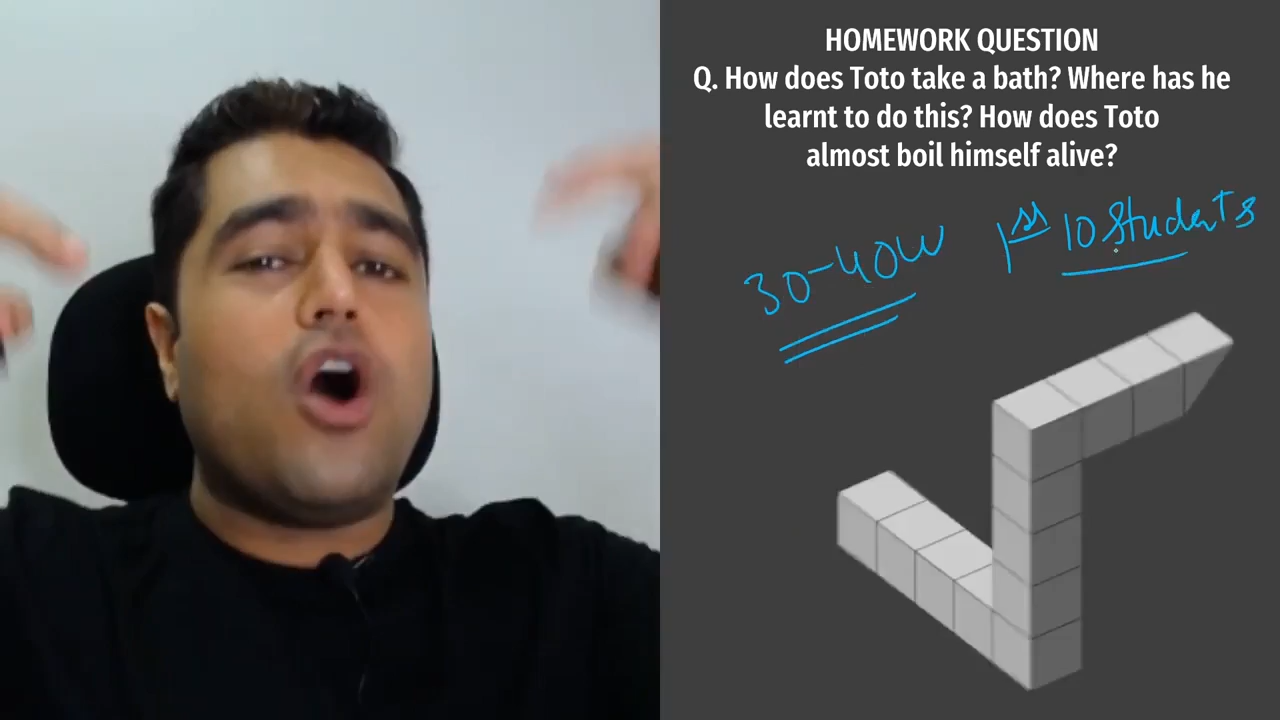 HOMEWORK QUESTION
Q. How does Toto take a bath? Where has he
learnt to do this? How does Toto
almost boil himself alive?
30-40W 1st 10 students